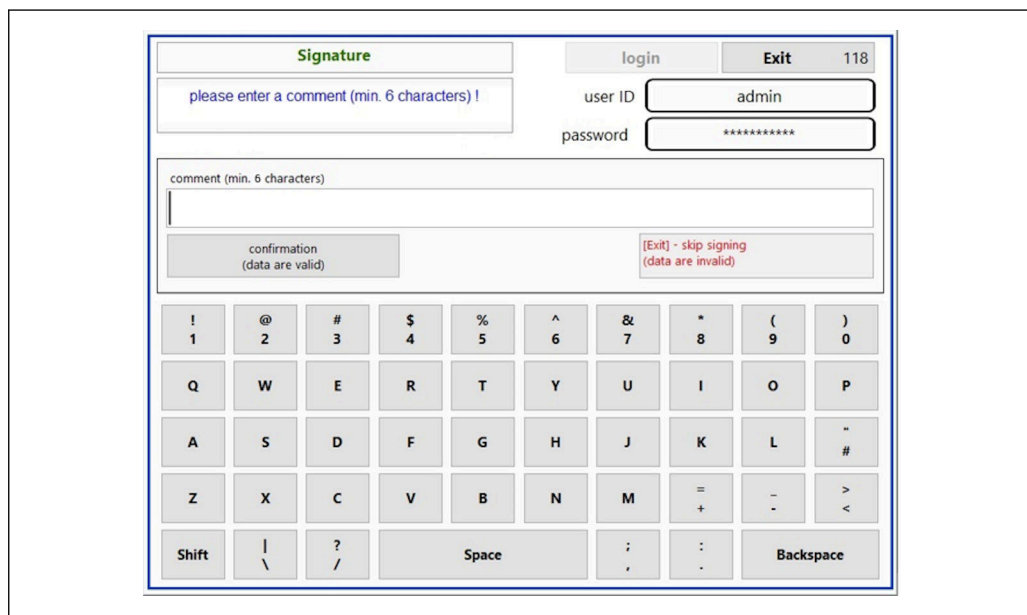 Signature
login
Exit 118
please enter a comment (min. 6 characters) !
user ID admin
password ***********
comment (min. 6 characters)
confirmation
(data are valid)
[Exit] - skip signing
(data are invalid)
! @ # $ % ^ & * ( )
1 2 3 4 5 6 7 8 9 0
Q W E R T Y U I O P
A S D F G H J K L " #
Z X C V B N M = + _ - > <
Shift | \ ? / Space ; , : . Backspace